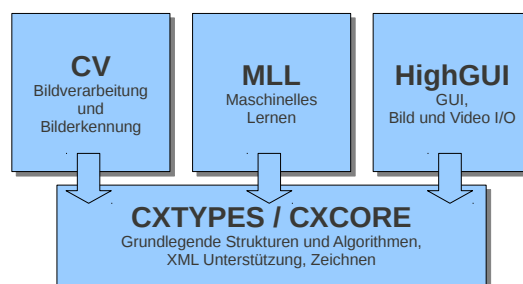 CV
Bildverarbeitung
und
Bilderkennung
MLL
Maschinelles
Lernen
HighGUI
GUI,
Bild und Video I/O
CXTYPES / CXCORE
Grundlegende Strukturen und Algorithmen,
XML Unterstützung, Zeichnen